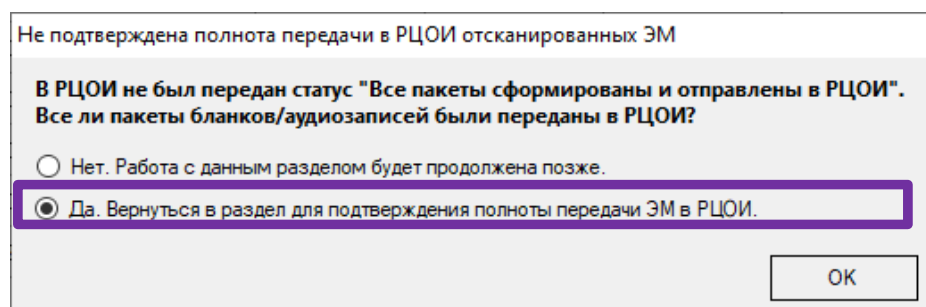 Не подтверждена полнота передачи в РЦОИ отсканированных ЭМ
В РЦОИ не был передан статус "Все пакеты сформированы и отправлены в РЦОИ".
Все ли пакеты бланков/аудиозаписей были переданы в РЦОИ?
Нет. Работа с данным разделом будет продолжена позже.
Да. Вернуться в раздел для подтверждения полноты передачи ЭМ в РЦОИ.
ОК